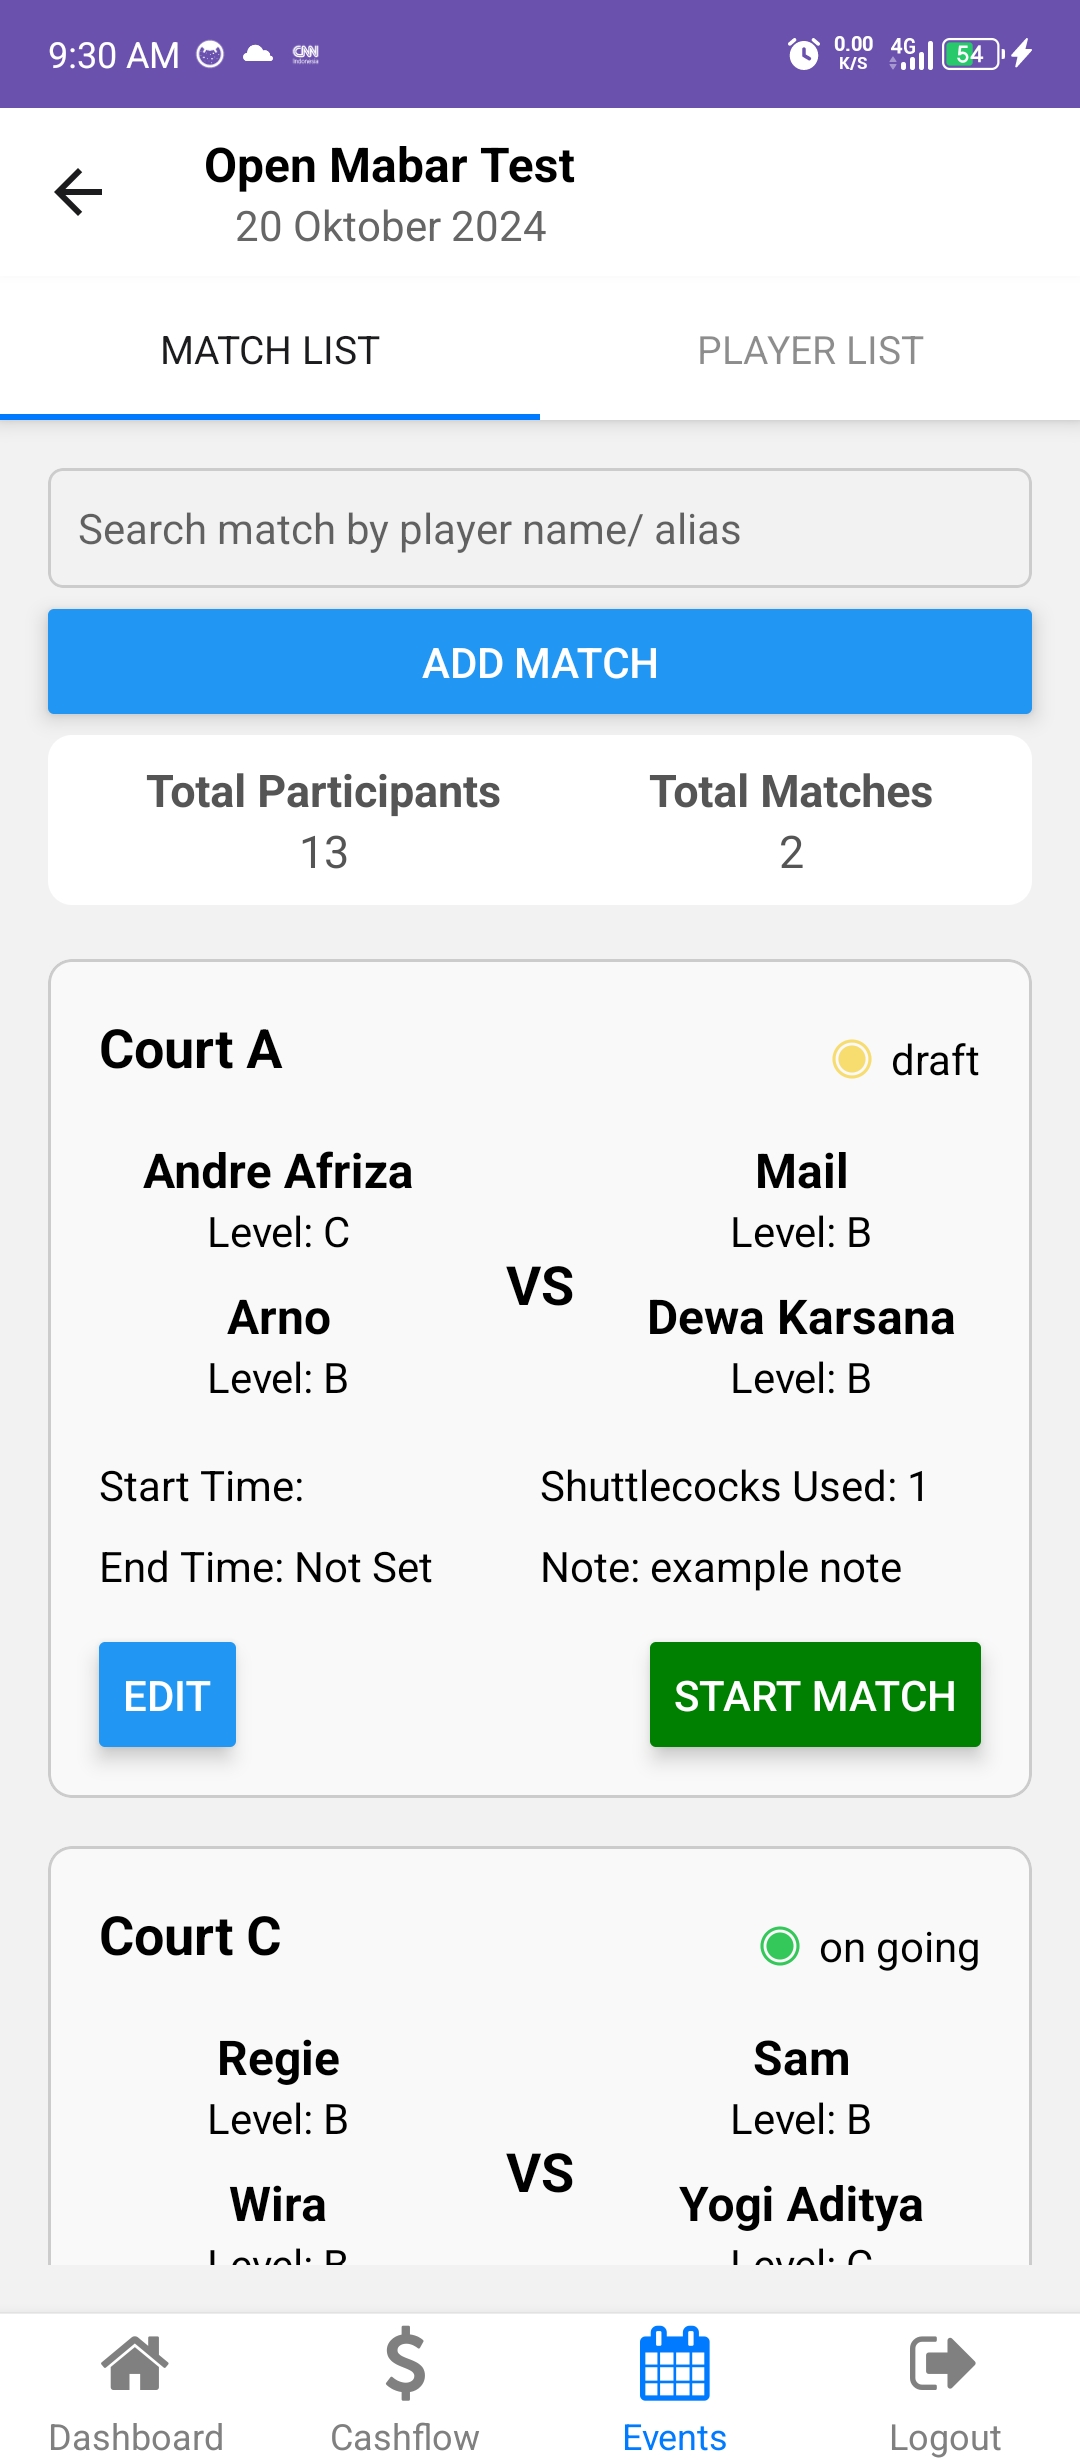 9:30 AM
CNN
Indonesia
0.00
K/S
4G
54
Open Mabar Test
20 Oktober 2024
MATCH LIST
PLAYER LIST
Search match by player name/ alias
ADD MATCH
Total Participants
Total Matches
13
2
Court A
draft
Andre Afriza
Level: C
Arno
Level: B
VS
Mail
Level: B
Dewa Karsana
Level: B
Start Time:
Shuttlecocks Used: 1
End Time: Not Set
Note: example note
EDIT
START MATCH
Court C
on going
Regie
Level: B
Wira
Level: B
VS
Sam
Level: B
Yogi Aditya
Level: C
Dashboard
Cashflow
Events
Logout